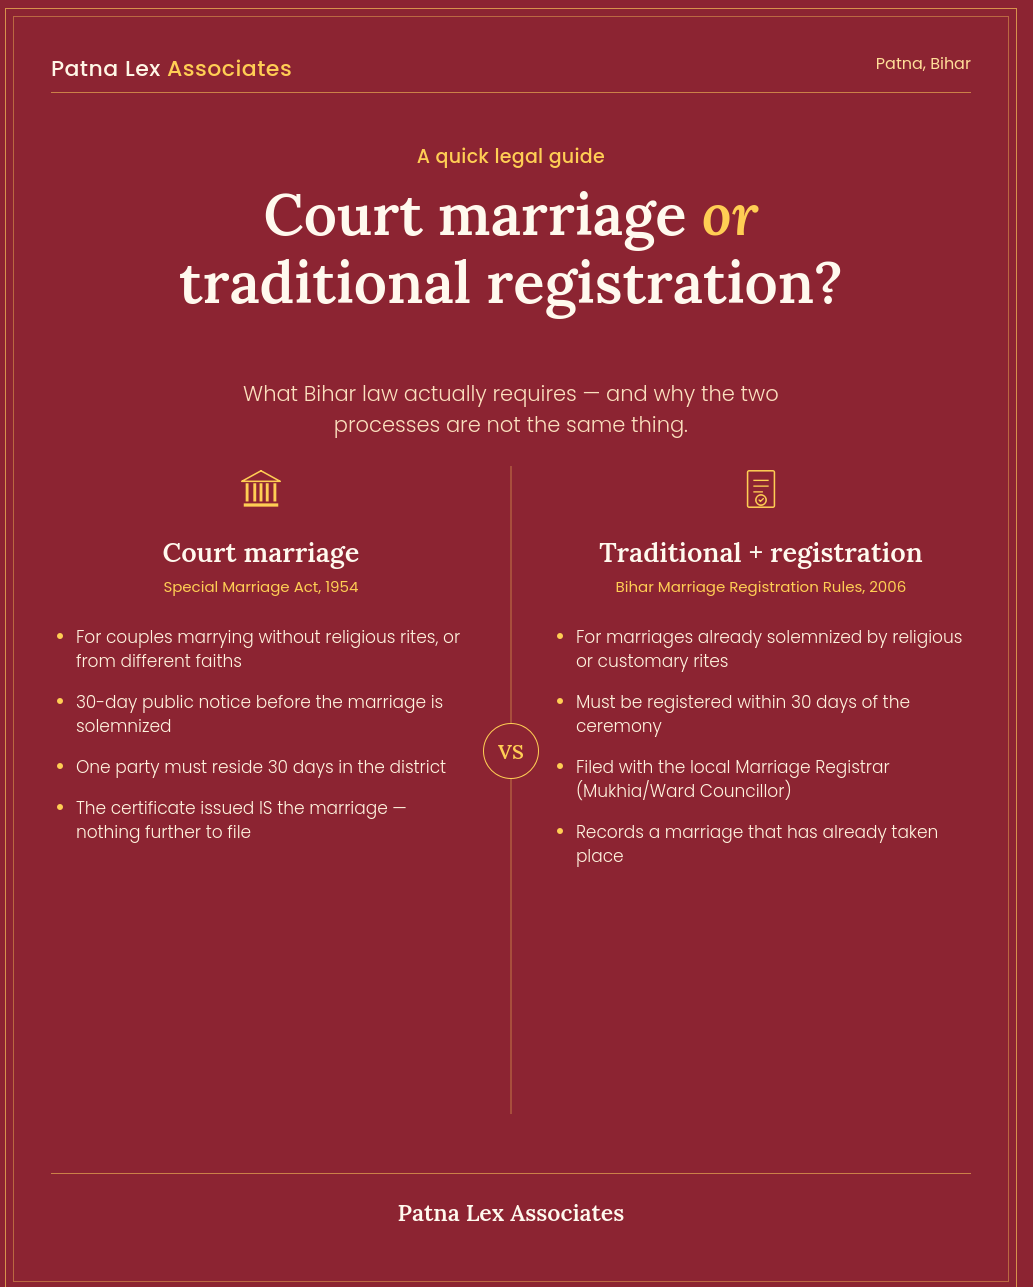 Patna Lex Associates
Patna, Bihar
A quick legal guide
Court marriage or
traditional registration?
What Bihar law actually requires — and why the two
processes are not the same thing.
Court marriage
Special Marriage Act, 1954
• For couples marrying without religious rites, or
from different faiths
• 30-day public notice before the marriage is
solemnized
• One party must reside 30 days in the district
• The certificate issued IS the marriage —
nothing further to file
VS
Traditional + registration
Bihar Marriage Registration Rules, 2006
• For marriages already solemnized by religious
or customary rites
• Must be registered within 30 days of the
ceremony
• Filed with the local Marriage Registrar
(Mukhia/Ward Councillor)
• Records a marriage that has already taken
place
Patna Lex Associates